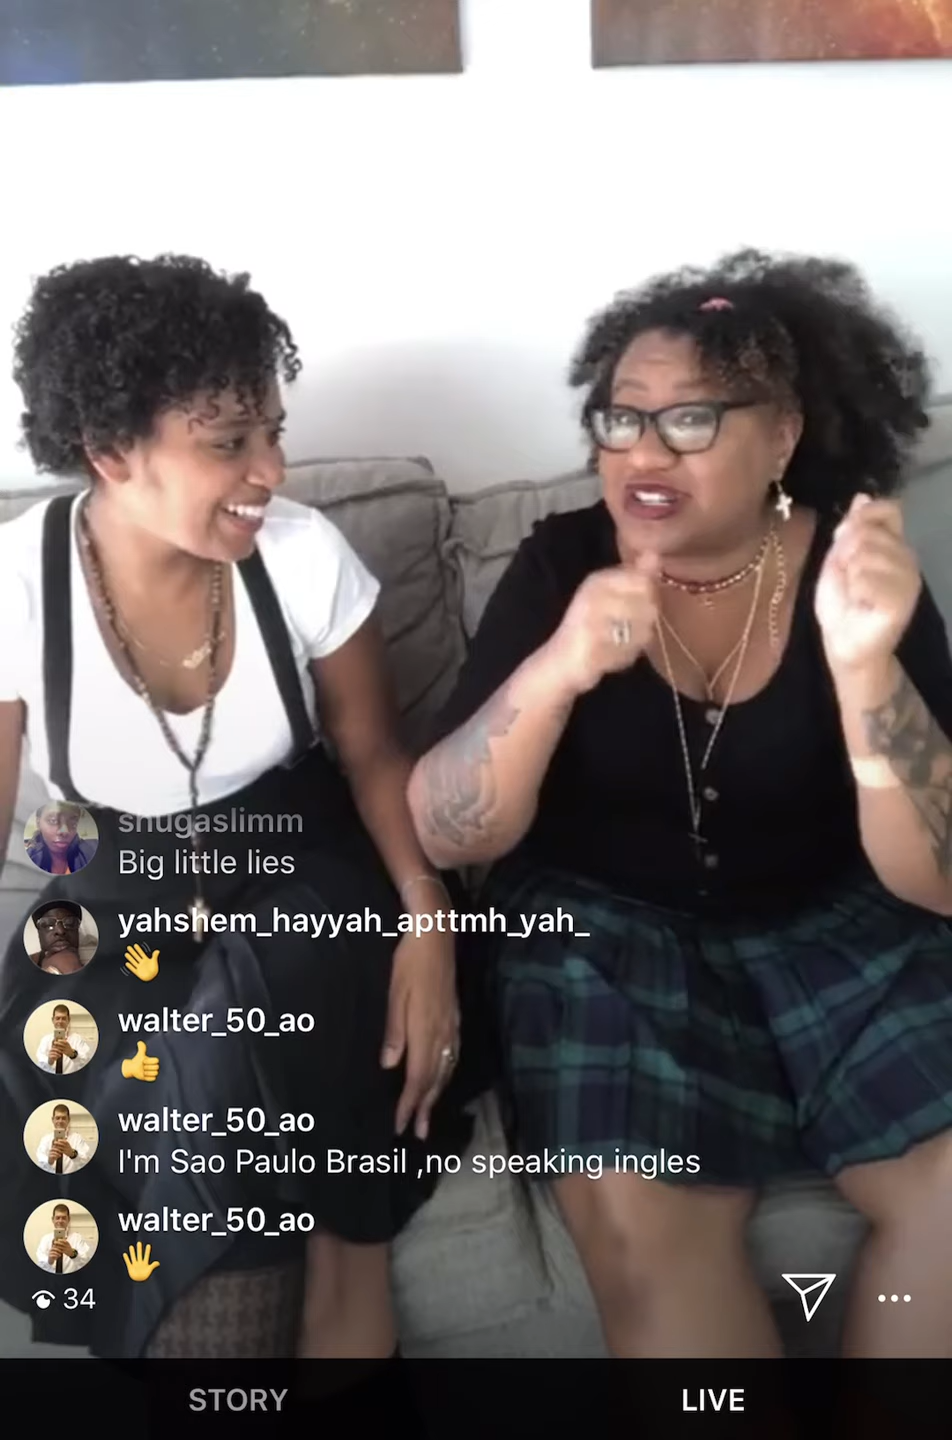 shugaslimm
Big little lies
yahshem_hayyah_apttmh_yah_
walter_50_ao
walter_50_ao
I'm Sao Paulo Brasil ,no speaking ingles
walter_50_ao
34
STORY
LIVE